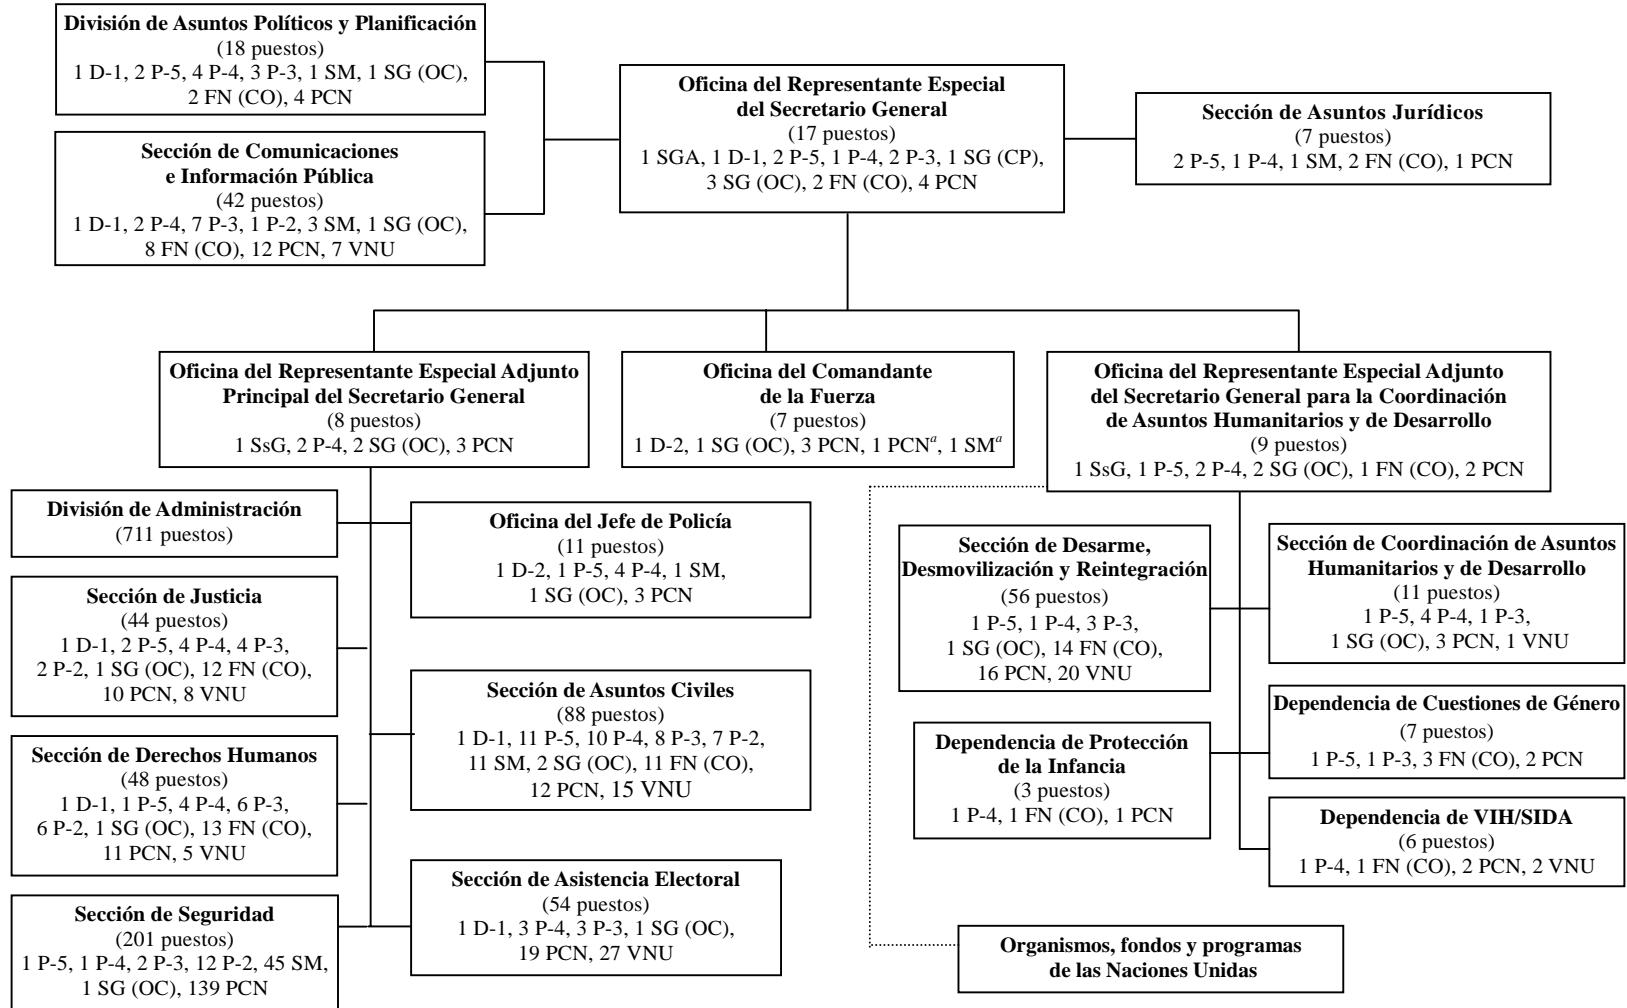 División de Asuntos Políticos y Planificación
(18 puestos)
1 D-1, 2 P-5, 4 P-4, 3 P-3, 1 SM, 1 SG (OC),
2 FN (CO), 4 PCN
Sección de Comunicaciones
e Información Pública
(42 puestos)
1 D-1, 2 P-4, 7 P-3, 1 P-2, 3 SM, 1 SG (OC),
8 FN (CO), 12 PCN, 7 VNU
Oficina del Representante Especial
del Secretario General
(17 puestos)
1 SGA, 1 D-1, 2 P-5, 1 P-4, 2 P-3, 1 SG (CP),
3 SG (OC), 2 FN (CO), 4 PCN
Sección de Asuntos Jurídicos
(7 puestos)
2 P-5, 1 P-4, 1 SM, 2 FN (CO), 1 PCN
Oficina del Representante Especial Adjunto
Principal del Secretario General
(8 puestos)
1 SsG, 2 P-4, 2 SG (OC), 3 PCN
Oficina del Comandante
de la Fuerza
(7 puestos)
1 D-2, 1 SG (OC), 3 PCN, 1 PCNa, 1 SMa
Oficina del Representante Especial Adjunto
del Secretario General para la Coordinación
de Asuntos Humanitarios y de Desarrollo
(9 puestos)
1 SsG, 1 P-5, 2 P-4, 2 SG (OC), 1 FN (CO), 2 PCN
División de Administración
(711 puestos)
Oficina del Jefe de Policía
(11 puestos)
1 D-2, 1 P-5, 4 P-4, 1 SM,
1 SG (OC), 3 PCN
Sección de Justicia
(44 puestos)
1 D-1, 2 P-5, 4 P-4, 4 P-3,
2 P-2, 1 SG (OC), 12 FN (CO),
10 PCN, 8 VNU
Sección de Asuntos Civiles
(88 puestos)
1 D-1, 11 P-5, 10 P-4, 8 P-3, 7 P-2,
11 SM, 2 SG (OC), 11 FN (CO),
12 PCN, 15 VNU
Sección de Derechos Humanos
(48 puestos)
1 D-1, 1 P-5, 4 P-4, 6 P-3,
6 P-2, 1 SG (OC), 13 FN (CO),
11 PCN, 5 VNU
Sección de Asistencia Electoral
(54 puestos)
1 D-1, 3 P-4, 3 P-3, 1 SG (OC),
19 PCN, 27 VNU
Sección de Seguridad
(201 puestos)
1 P-5, 1 P-4, 2 P-3, 12 P-2, 45 SM,
1 SG (OC), 139 PCN
Sección de Desarme,
Desmovilización y Reintegración
(56 puestos)
1 P-5, 1 P-4, 3 P-3,
1 SG (OC), 14 FN (CO),
16 PCN, 20 VNU
Sección de Coordinación de Asuntos
Humanitarios y de Desarrollo
(11 puestos)
1 P-5, 4 P-4, 1 P-3,
1 SG (OC), 3 PCN, 1 VNU
Dependencia de Protección
de la Infancia
(3 puestos)
1 P-4, 1 FN (CO), 1 PCN
Dependencia de Cuestiones de Género
(7 puestos)
1 P-5, 1 P-3, 3 FN (CO), 2 PCN
Dependencia de VIH/SIDA
(6 puestos)
1 P-4, 1 FN (CO), 2 PCN, 2 VNU
Organismos, fondos y programas
de las Naciones Unidas